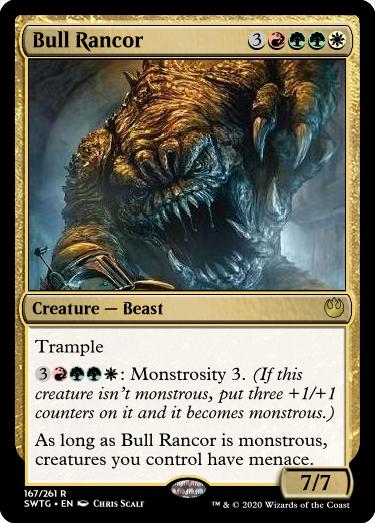 Bull Rancor 3
Creature — Beast
Trample
3: Monstrosity 3. (If this
creature isn't monstrous, put three +1/+1
counters on it and it becomes monstrous.)
As long as Bull Rancor is monstrous,
creatures you control have menace.
7/7
167/261 R
SWTG • EN Chris Scalf
™ & © 2020 Wizards of the Coast